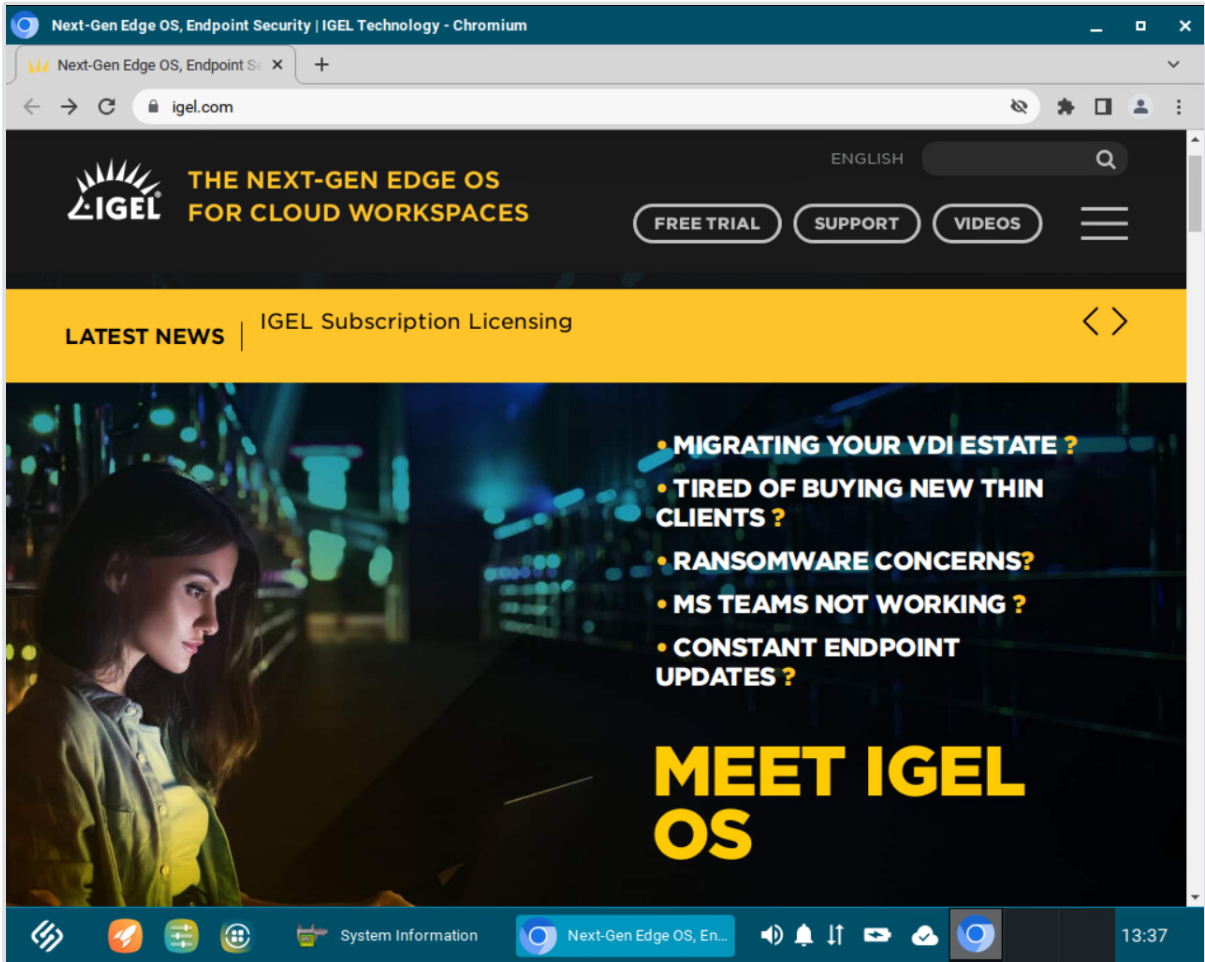 Next-Gen Edge OS, Endpoint Security | IGEL Technology - Chromium
Next-Gen Edge OS, Endpoint Se
igel.com
ENGLISH
IGEL
THE NEXT-GEN EDGE OS
FOR CLOUD WORKSPACES
FREE TRIAL
SUPPORT
VIDEOS
LATEST NEWS
IGEL Subscription Licensing
• MIGRATING YOUR VDI ESTATE ?
• TIRED OF BUYING NEW THIN
CLIENTS ?
• RANSOMWARE CONCERNS?
• MS TEAMS NOT WORKING ?
• CONSTANT ENDPOINT
UPDATES ?
MEET IGEL
OS
System Information
Next-Gen Edge OS, En...
13:37